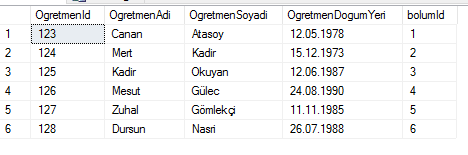 OgretmenId OgretmenAdi OgretmenSoyadi OgretmenDogumYeri bolumId
1 123 Canan Atasoy 12.05.1978 1
2 124 Mert Kadir 15.12.1973 2
3 125 Kadir Okuyan 12.06.1987 3
4 126 Mesut Gülec 24.08.1990 4
5 127 Zuhal Gömlekçi 11.11.1985 5
6 128 Dursun Nasri 26.07.1988 6